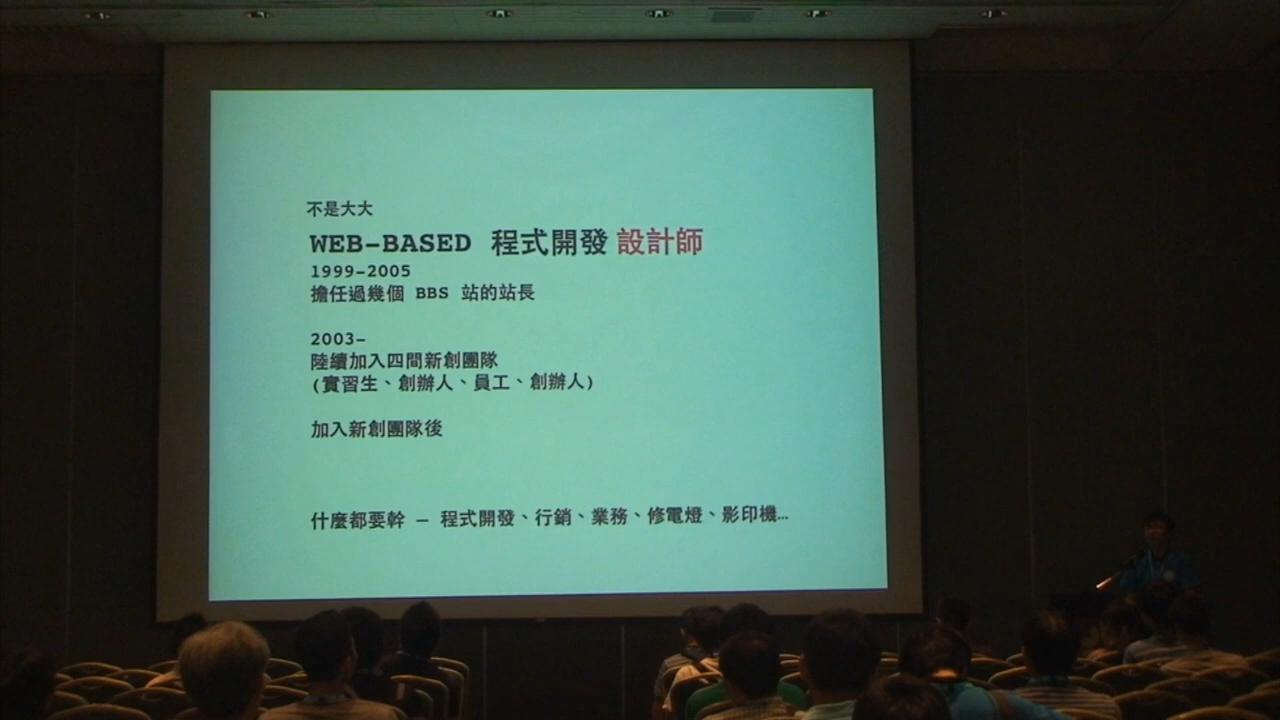 不是大大
WEB-BASED 程式開發 設計師
1999-2005
擔任過幾個 BBS 站的站長
2003-
陸續加入四間新創團隊
(實習生、創辦人、員工、創辦人)
加入新創團隊後
什麼都要幹 — 程式開發、行銷、業務、修電燈、影印機…